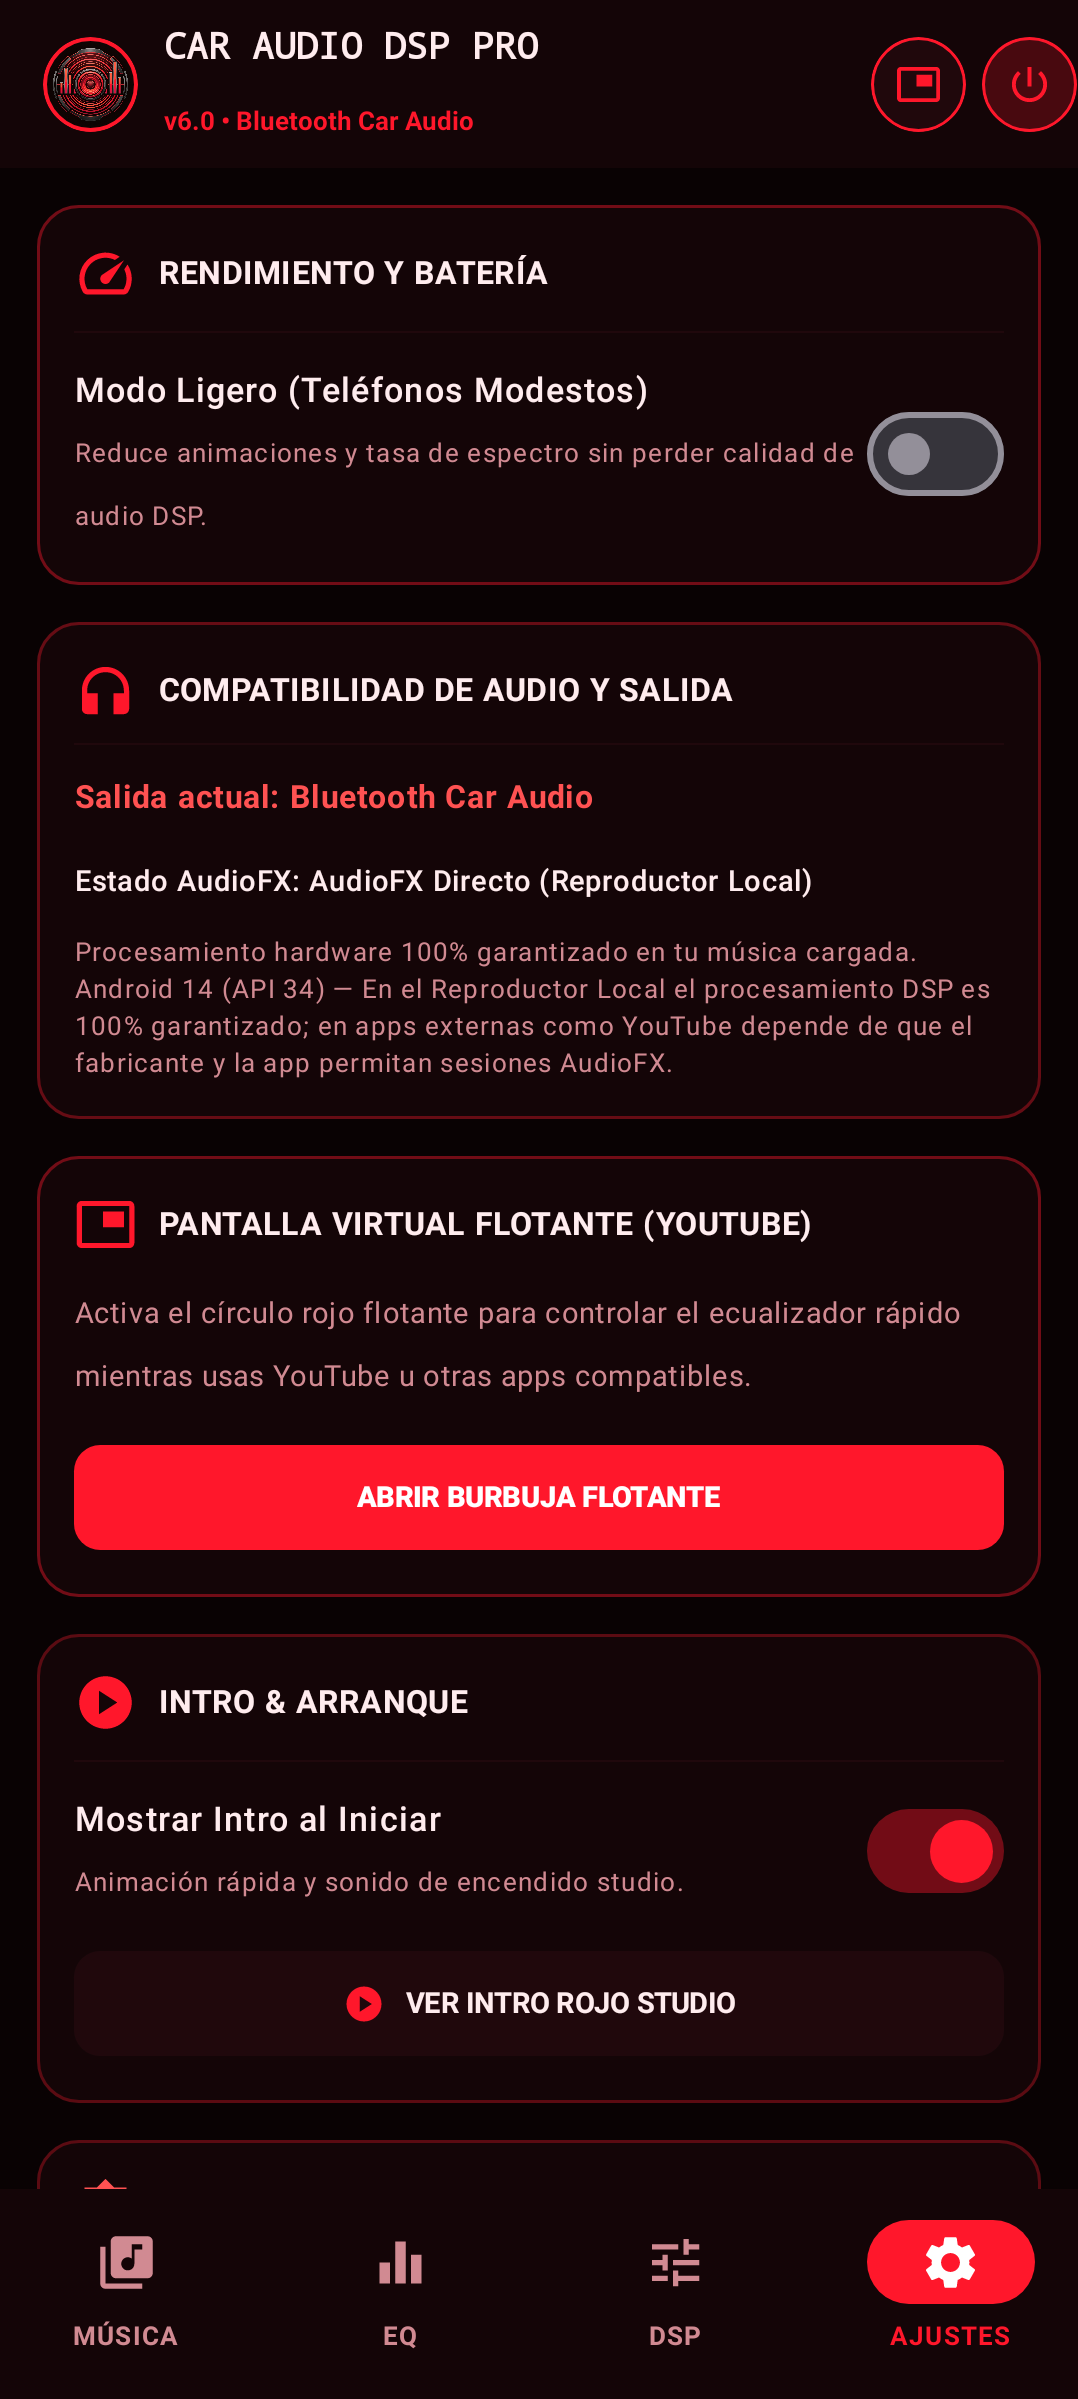 CAR AUDIO DSP PRO
v6.0 • Bluetooth Car Audio
RENDIMIENTO Y BATERÍA
Modo Ligero (Teléfonos Modestos)
Reduce animaciones y tasa de espectro sin perder calidad de
audio DSP.
COMPATIBILIDAD DE AUDIO Y SALIDA
Salida actual: Bluetooth Car Audio
Estado AudioFX: AudioFX Directo (Reproductor Local)
Procesamiento hardware 100% garantizado en tu música cargada.
Android 14 (API 34) — En el Reproductor Local el procesamiento DSP es
100% garantizado; en apps externas como YouTube depende de que el
fabricante y la app permitan sesiones AudioFX.
PANTALLA VIRTUAL FLOTANTE (YOUTUBE)
Activa el círculo rojo flotante para controlar el ecualizador rápido
mientras usas YouTube u otras apps compatibles.
ABRIR BURBUJA FLOTANTE
INTRO & ARRANQUE
Mostrar Intro al Iniciar
Animación rápida y sonido de encendido studio.
VER INTRO ROJO STUDIO
MÚSICA
EQ
DSP
AJUSTES